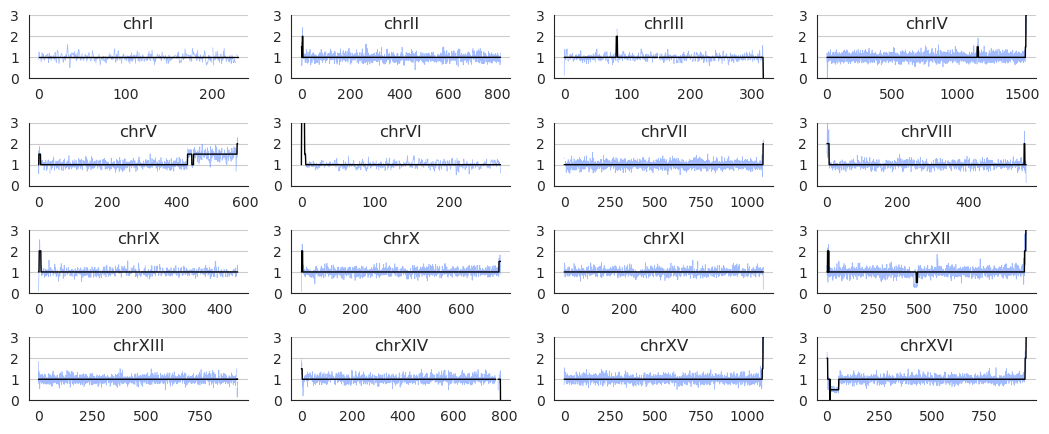 3 chrI 3 chrII 3 chrIII 3 chrIV
2 2 2 2
1 1 1 1
0 0 0 0
0 100 200 0 200 400 600 800 0 100 200 300 0 500 1000 1500
3 chrV 3 chrVI 3 chrVII 3 chrVIII
2 2 2 2
1 1 1 1
0 0 0 0
0 200 400 600 0 100 200 0 250 500 750 1000 0 200 400
3 chrIX 3 chrX 3 chrXI 3 chrXII
2 2 2 2
1 1 1 1
0 0 0 0
0 100 200 300 400 0 200 400 600 0 200 400 600 0 250 500 750 1000
3 chrXIII 3 chrXIV 3 chrXV 3 chrXVI
2 2 2 2
1 1 1 1
0 0 0 0
0 250 500 750 0 200 400 600 800 0 250 500 750 1000 0 250 500 750